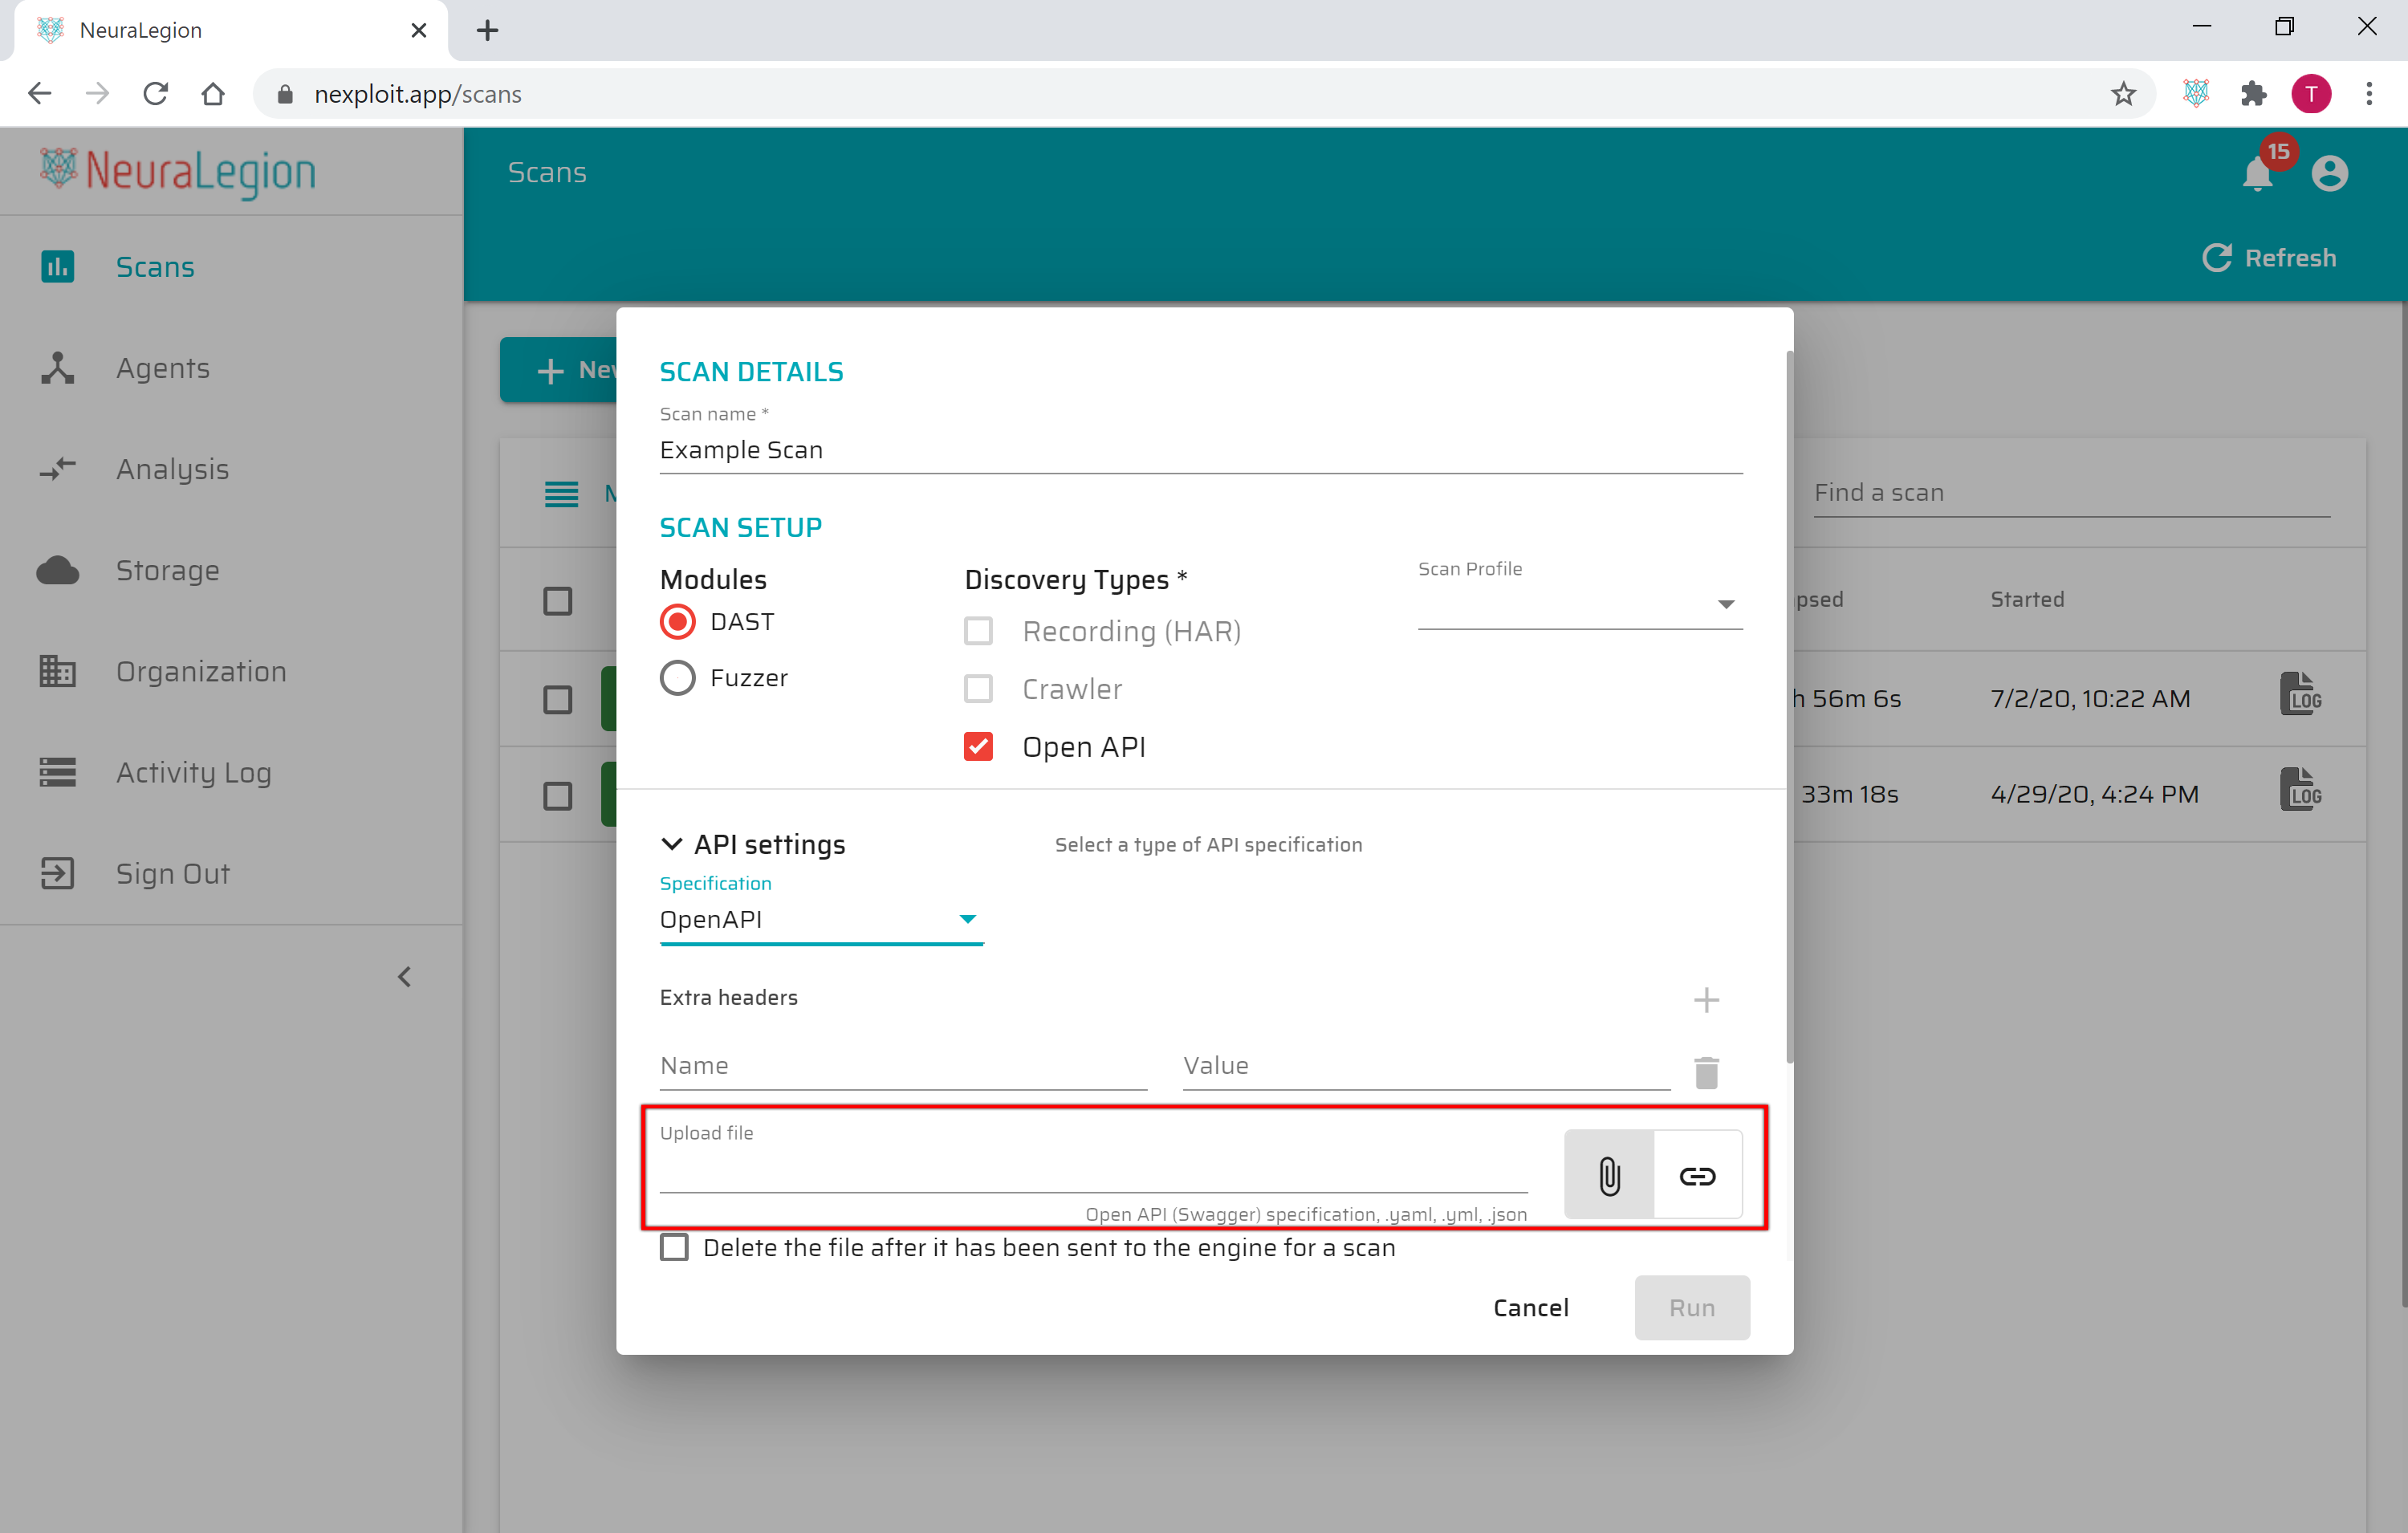 NeuraLegion
nexploit.app/scans
T
NeuraLegion
Scans
15
Refresh
Scans
Agents
Analysis
Storage
Organization
Activity Log
Sign Out
Find a scan
Started
h 56m 6s
7/2/20, 10:22 AM
LOG
33m 18s
4/29/20, 4:24 PM
LOG
SCAN DETAILS
Scan name *
Example Scan
SCAN SETUP
Modules
DAST
Fuzzer
Discovery Types *
Recording (HAR)
Crawler
Open API
Scan Profile
API settings
Select a type of API specification
Specification
OpenAPI
Extra headers
Name
Value
Upload file
Open API (Swagger) specification, .yaml, .yml, .json
Delete the file after it has been sent to the engine for a scan
Cancel
Run